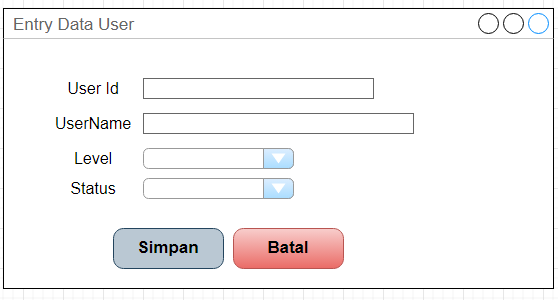 Entry Data User
User Id
UserName
Level
Status
Simpan Batal